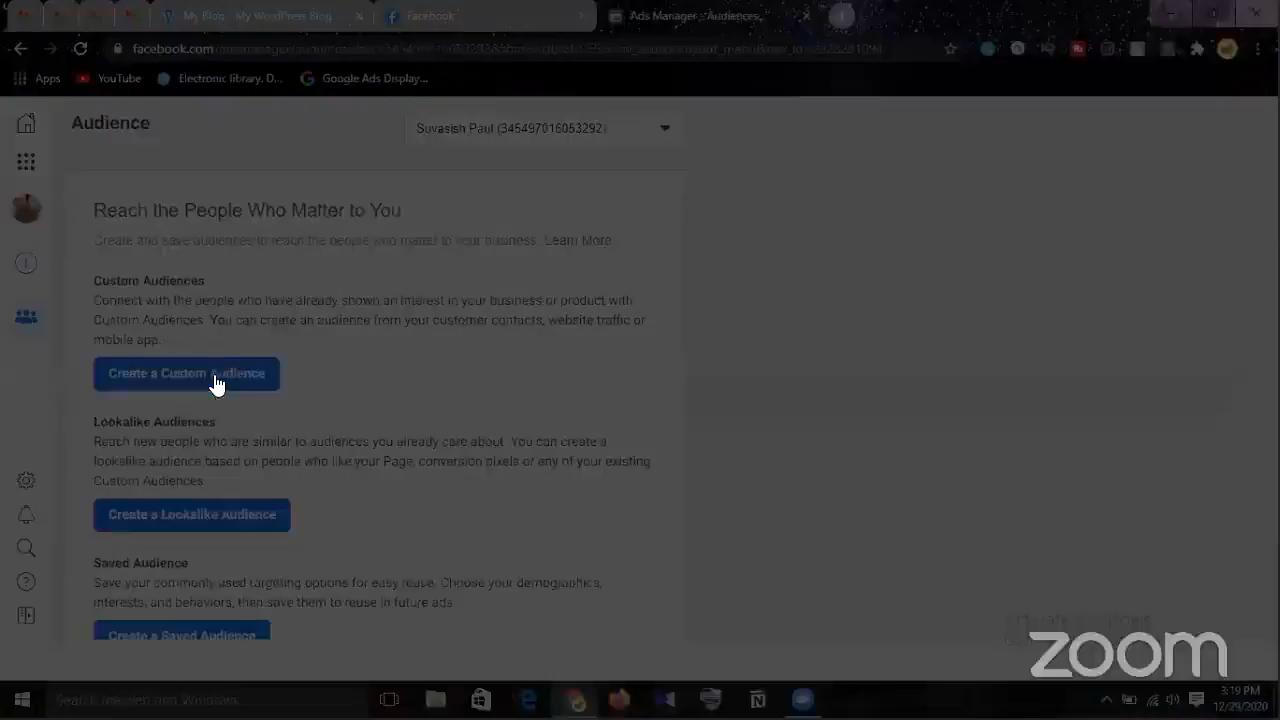 My Blog - My WordPress Blog
Facebook
Ads Manager - Audiences
facebook.com
Apps
YouTube
Electronic library. D...
Google Ads Display...
Audience
Suvasish Paul (345497016053292)
Reach the People Who Matter to You
Create and save audiences to reach the people who matter to your business. Learn More.
Custom Audiences
Connect with the people who have already shown an interest in your business or product with
Custom Audiences. You can create an audience from your customer contacts, website traffic or
mobile app.
Create a Custom Audience
Lookalike Audiences
Reach new people who are similar to audiences you already care about. You can create a
lookalike audience based on people who like your Page, conversion pixels or any of your existing
Custom Audiences.
Create a Lookalike Audience
Saved Audience
Save your commonly used targeting options for easy reuse. Choose your demographics,
interests, and behaviors, then save them to reuse in future ads.
Create a Saved Audience
zoom
3:19 PM
12/29/2020